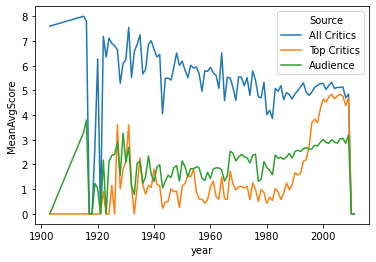 8
7
6
5
4
3
2
1
0
MeanAvgScore
Source
All Critics
Top Critics
Audience
1900
1920
1940
1960
1980
2000
year